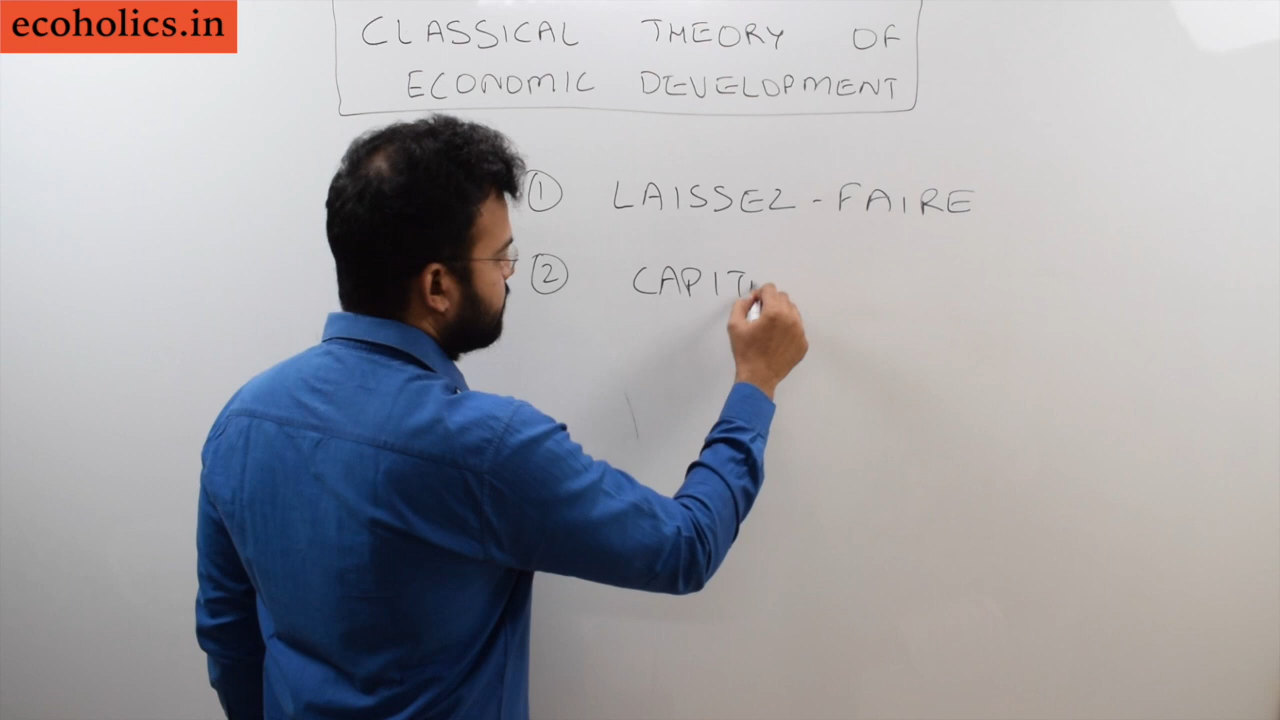 ecoholics.in
CLASSICAL THEORY OF
ECONOMIC DEVELOPMENT
1 LAISSEZ-FAIRE
2 CAPIT